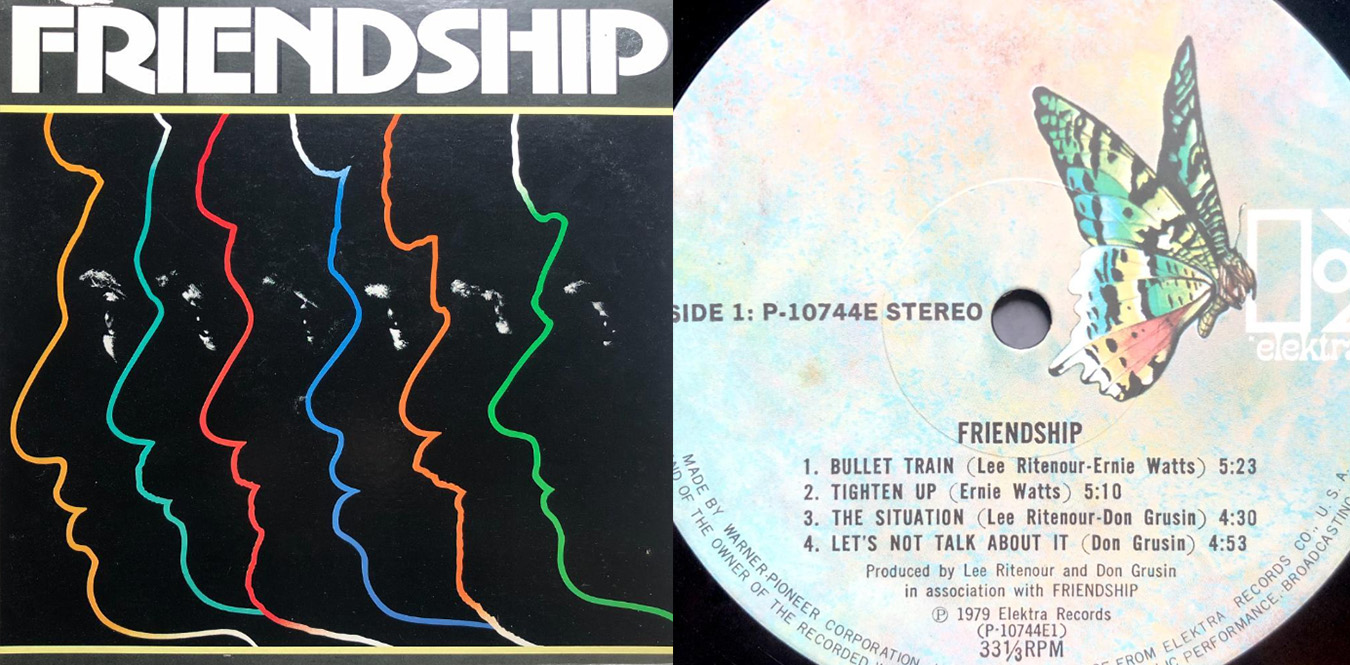 FRIENDSHIP
SIDE 1: P-10744E STEREO
elektra
FRIENDSHIP
1. BULLET TRAIN (Lee Ritenour-Ernie Watts) 5:23
2. TIGHTEN UP (Ernie Watts) 5:10
3. THE SITUATION (Lee Ritenour-Don Grusin) 4:30
4. LET'S NOT TALK ABOUT IT (Don Grusin) 4:53
Produced by Lee Ritenour and Don Grusin
in association with FRIENDSHIP
℗ 1979 Elektra Records
(P-10744E1)
33⅓RPM
MADE BY WARNER-PIONEER CORPORATION
FROM ELEKTRA RECORDS CO., U.S.A.
OF THE OWNER OF THE RECORDED
PERFORMANCE, BROADCASTING